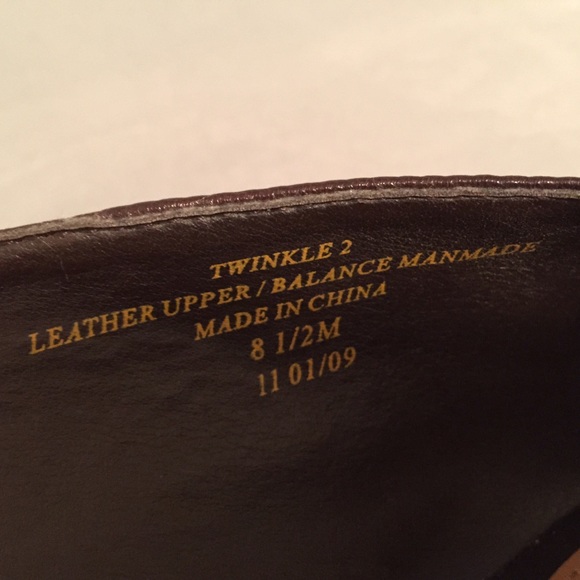 TWINKLE 2
LEATHER UPPER / BALANCE MANMADE
MADE IN CHINA
8 1/2M
11 01/09